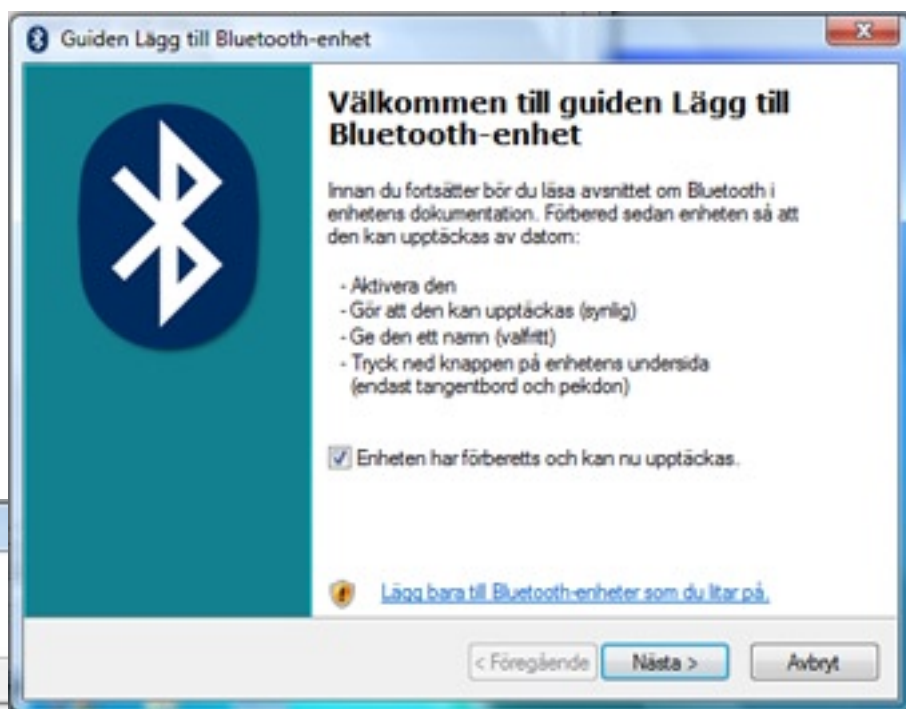 Guiden Lägg till Bluetooth-enhet
Välkommen till guiden Lägg till
Bluetooth-enhet
Innan du fortsätter bör du läsa avsnittet om Bluetooth i
enhetens dokumentation. Förbered sedan enheten så att
den kan upptäckas av datorn:
- Aktivera den
- Gör att den kan upptäckas (synlig)
- Ge den ett namn (valfritt)
- Tryck ned knappen på enhetens undersida
(endast tangentbord och pekdon)
Enheten har förberetts och kan nu upptäckas.
Lägg bara till Bluetooth-enheter som du litar på.
< Föregående
Nästa >
Avbryt